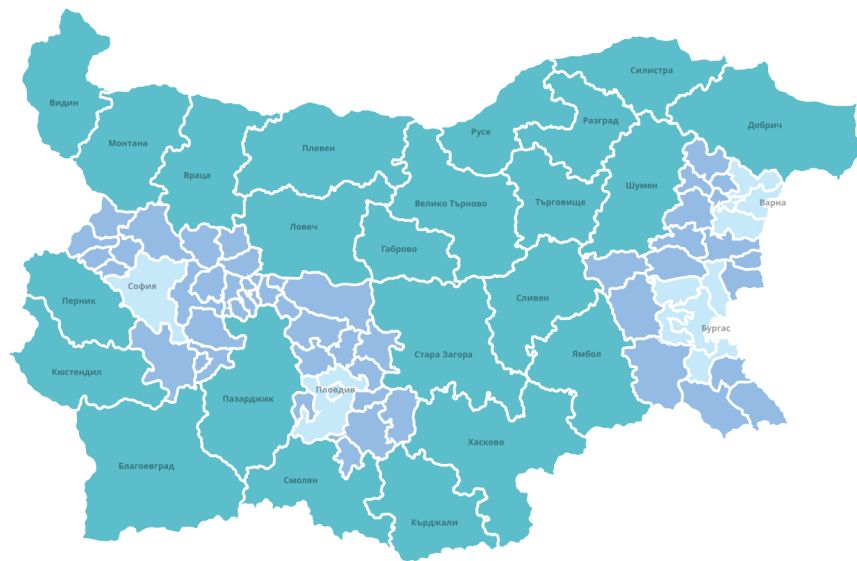 Силистра
Видин
Разград
Добрич
Русе
Монтана
Плевен
Враца
Шумен
Велико Търново
Търговище
Варна
Ловеч
Габрово
София
Перник
Сливен
Бургас
Стара Загора
Ямбол
Кюстендил
Пловдив
Пазарджик
Хасково
Благоевград
Смолян
Кърджали